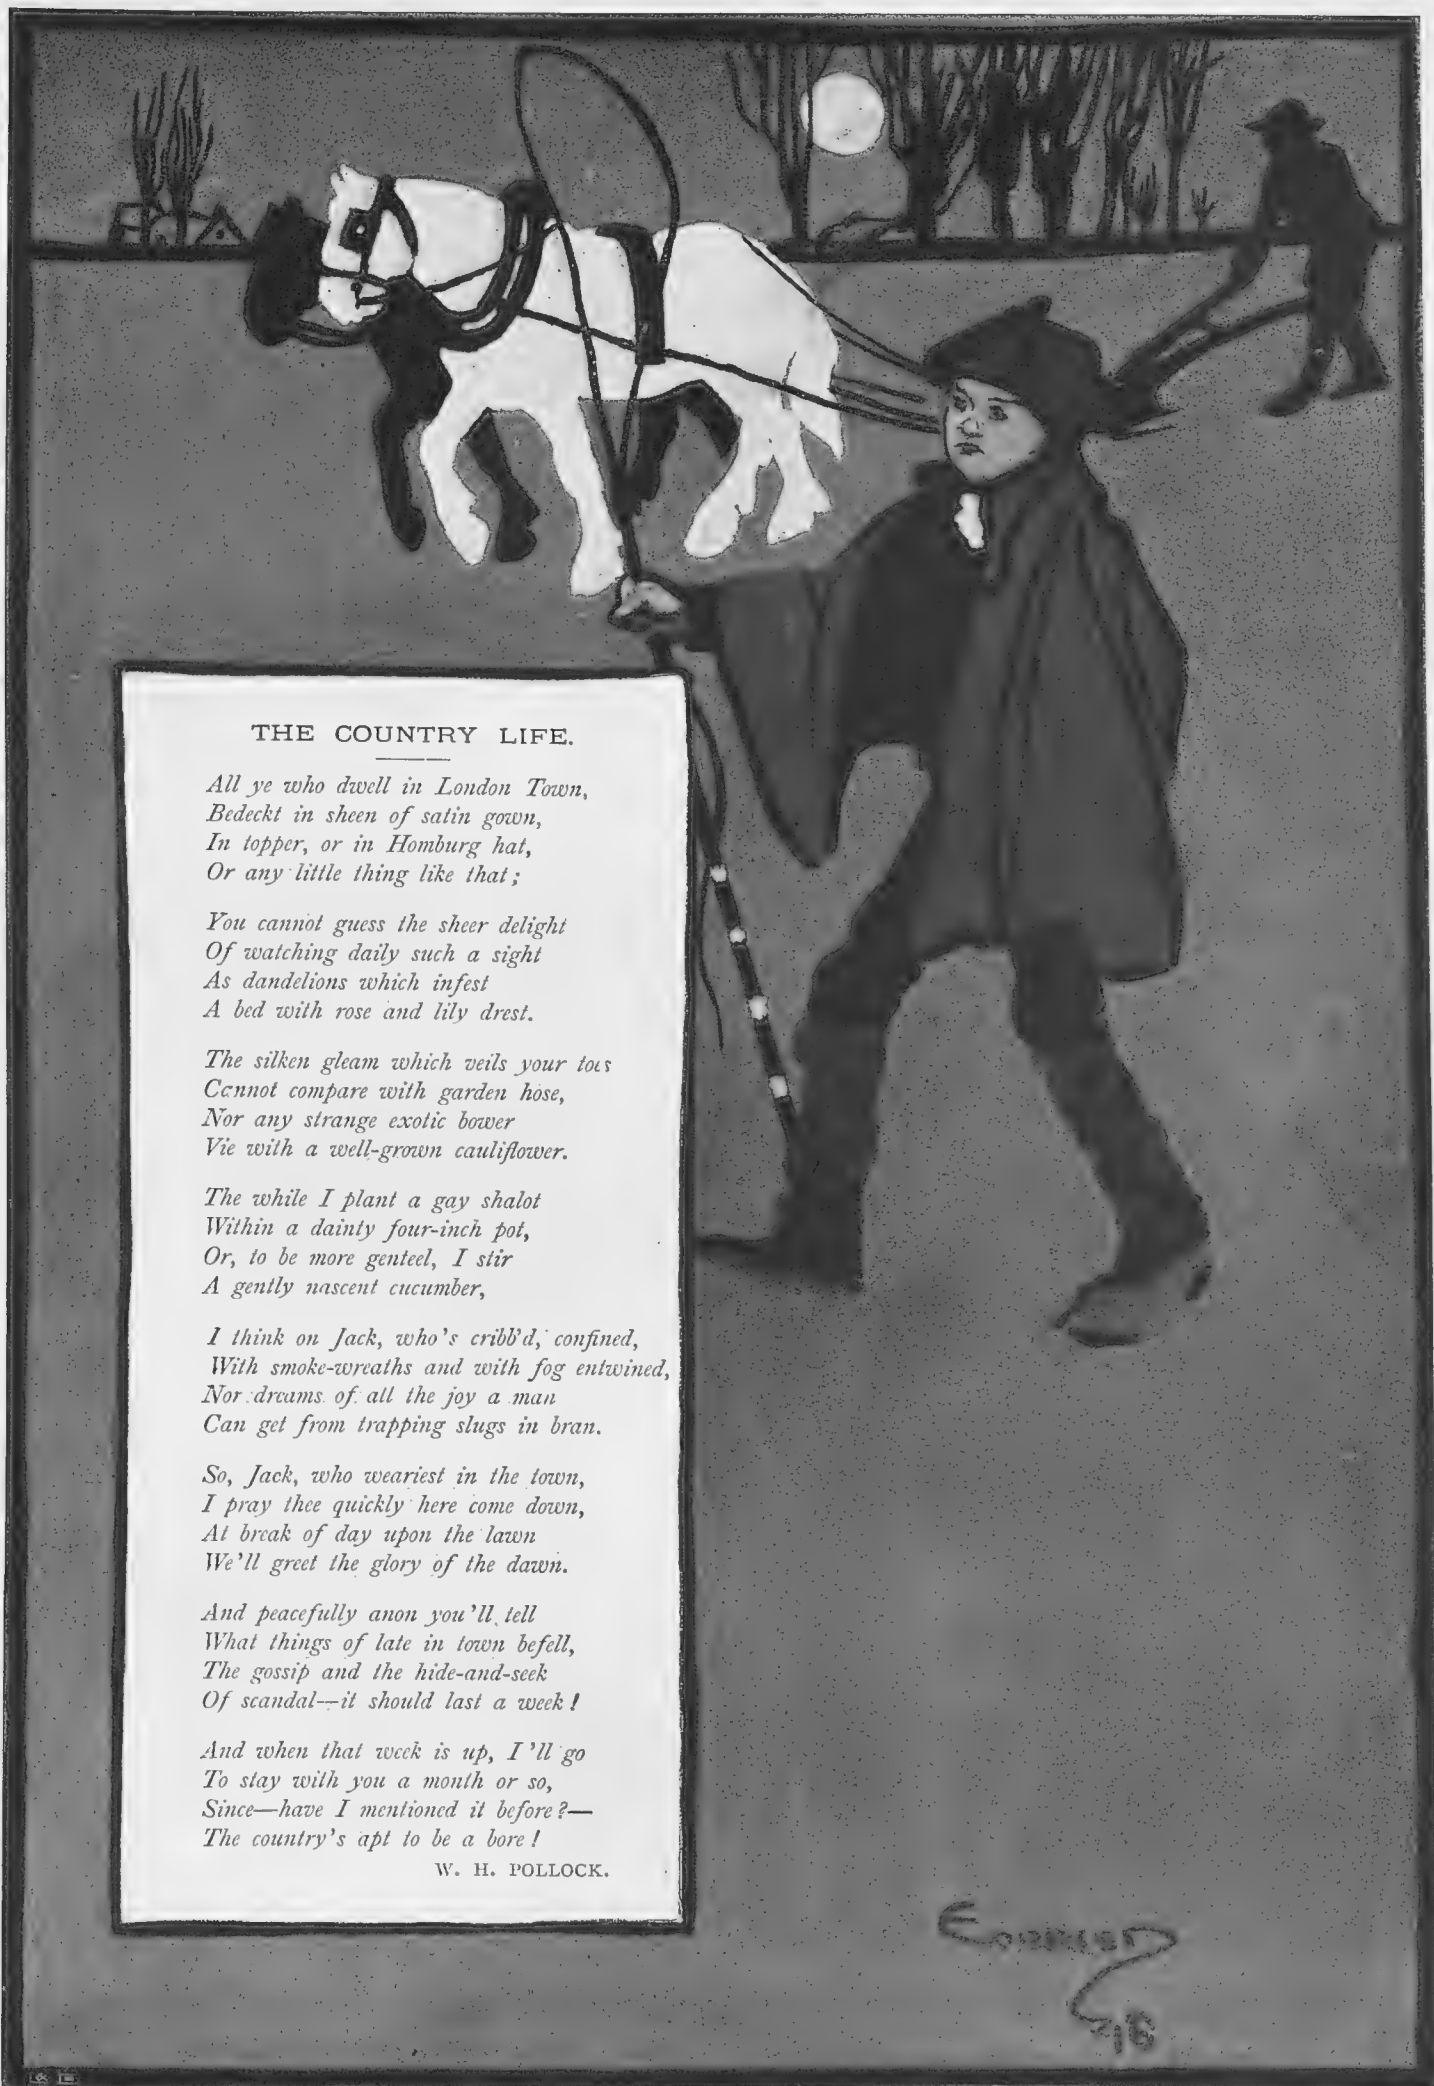 THE COUNTRY LIFE.
All ye who dwell in London Town,
Bedeckt in sheen of satin gown,
In topper, or in Homburg hat,
Or any little thing like that;
You cannot guess the sheer delight
Of watching daily such a sight
As dandelions which infest
A bed with rose and lily drest.
The silken gleam which veils your toes
Cannot compare with garden hose,
Nor any strange exotic bower
Vie with a well-grown cauliflower.
The while I plant a gay shalot
Within a dainty four-inch pot,
Or, to be more genteel, I stir
A gently nascent cucumber,
I think on Jack, who's cribb'd, confined,
With smoke-wreaths and with fog entwined,
Nor dreams of all the joy a man
Can get from trapping slugs in bran.
So, Jack, who weariest in the town,
I pray thee quickly here come down,
At break of day upon the lawn
We'll greet the glory of the dawn.
And peacefully anon you'll tell
What things of late in town befell,
The gossip and the hide-and-seek
Of scandal—it should last a week!
And when that week is up, I'll go
To stay with you a month or so,
Since—have I mentioned it before?—
The country's apt to be a bore!
W. H. POLLOCK.